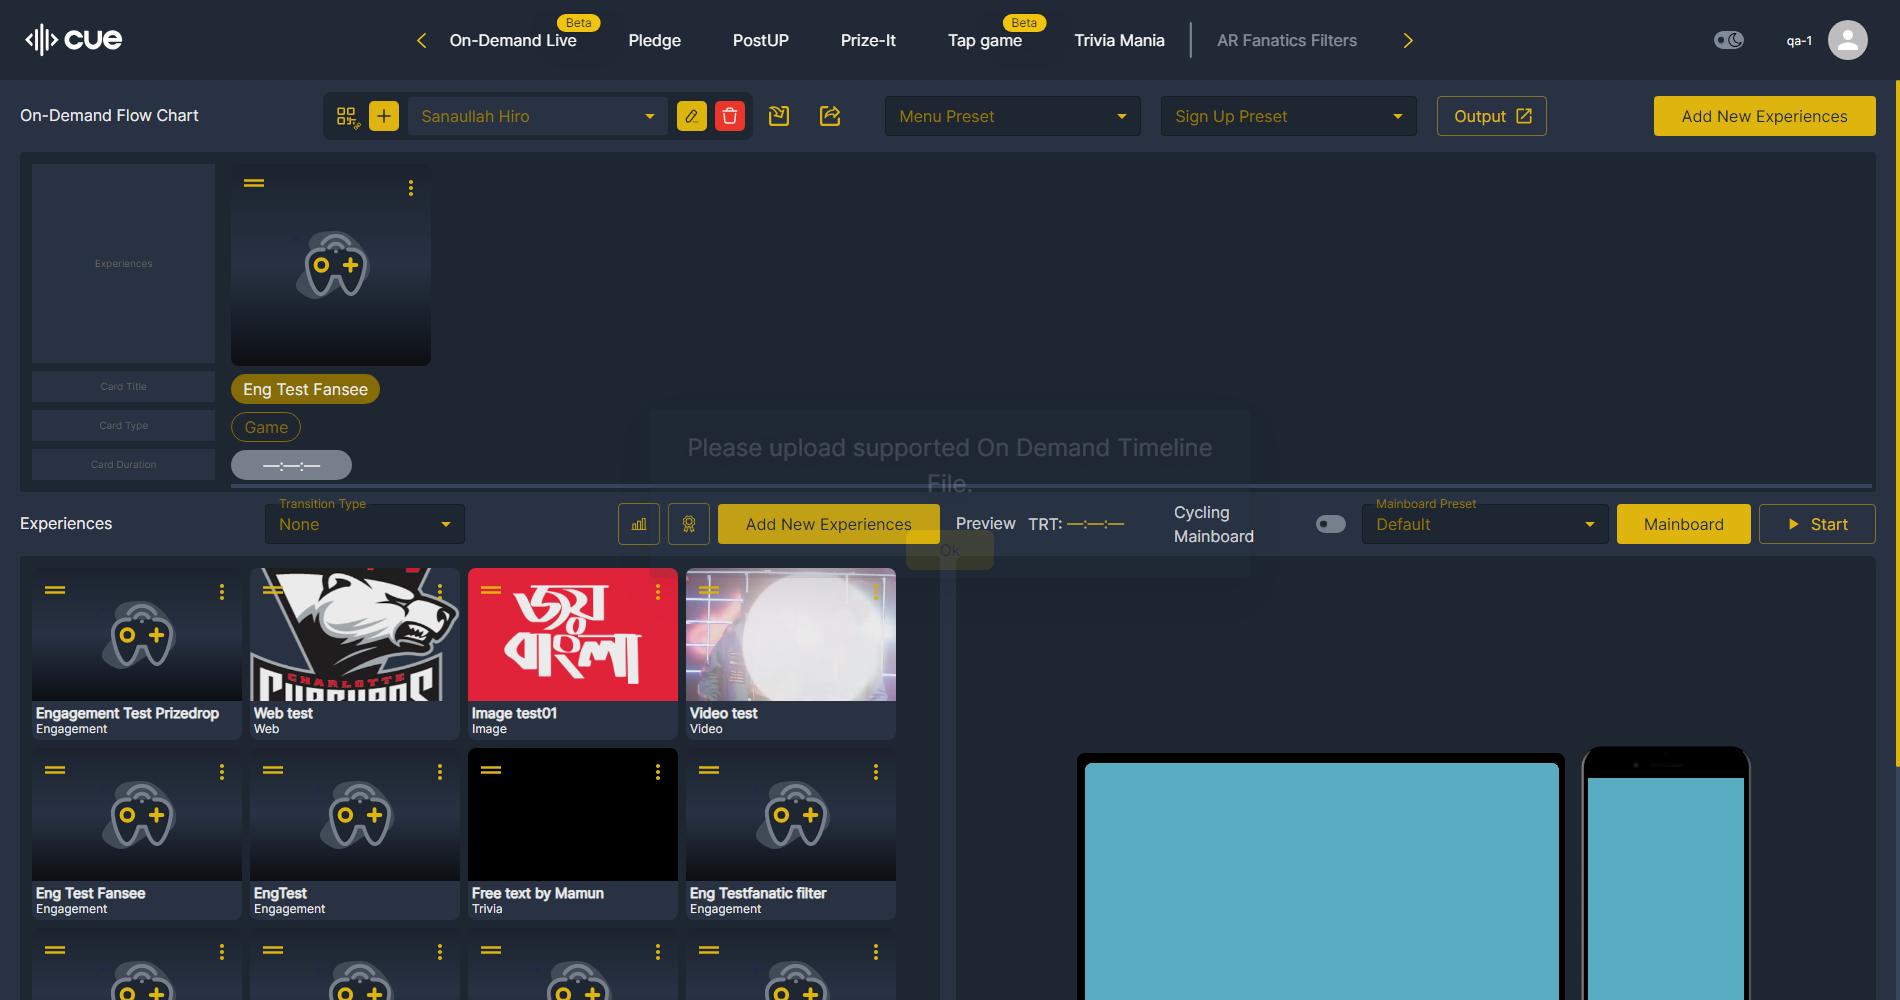 cue
On-Demand Live
Beta
Pledge
PostUP
Prize-It
Tap game
Beta
Trivia Mania
AR Fanatics Filters
qa-1
On-Demand Flow Chart
Sanaullah Hiro
Menu Preset
Sign Up Preset
Output
Add New Experiences
Experiences
Card Title
Card Type
Card Duration
Eng Test Fansee
Game
—:—:—
Please upload supported On Demand Timeline
File.
Ok
Experiences
Transition Type
None
Add New Experiences
Preview
TRT: —:—:—
Cycling
Mainboard
Mainboard Preset
Default
Mainboard
Start
CHARLOTTE
জয়
বাংলা
Engagement Test Prizedrop
Engagement
Web test
Web
Image test01
Image
Video test
Video
Eng Test Fansee
Engagement
EngTest
Engagement
Free text by Mamun
Trivia
Eng Testfanatic filter
Engagement